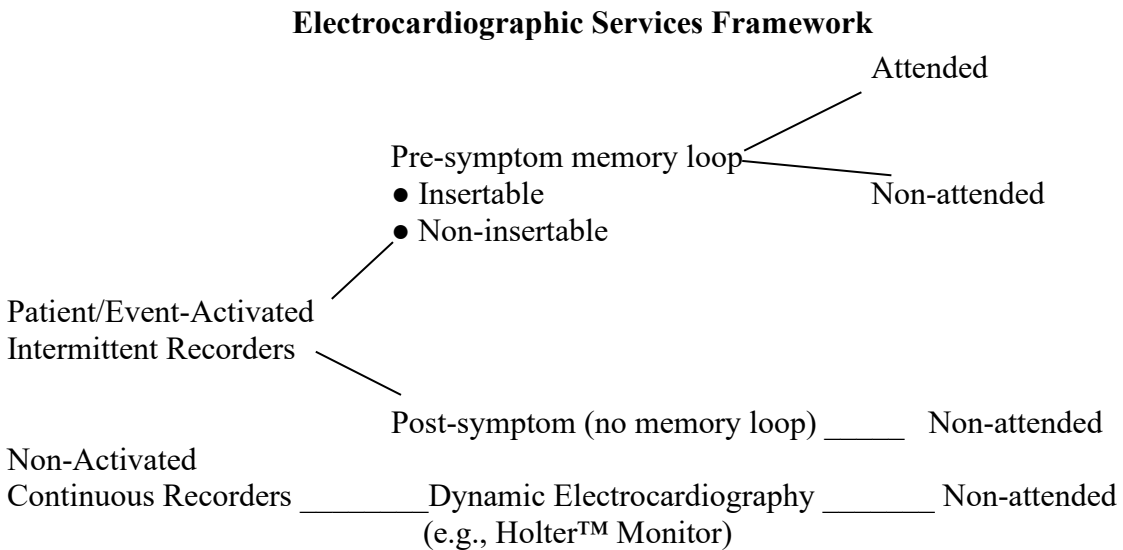 Electrocardiographic Services Framework
Attended
Pre-symptom memory loop
● Insertable
Non-attended
● Non-insertable
Patient/Event-Activated
Intermittent Recorders
Post-symptom (no memory loop) _____ Non-attended
Non-Activated
Continuous Recorders ________Dynamic Electrocardiography _______ Non-attended
(e.g., Holter™ Monitor)